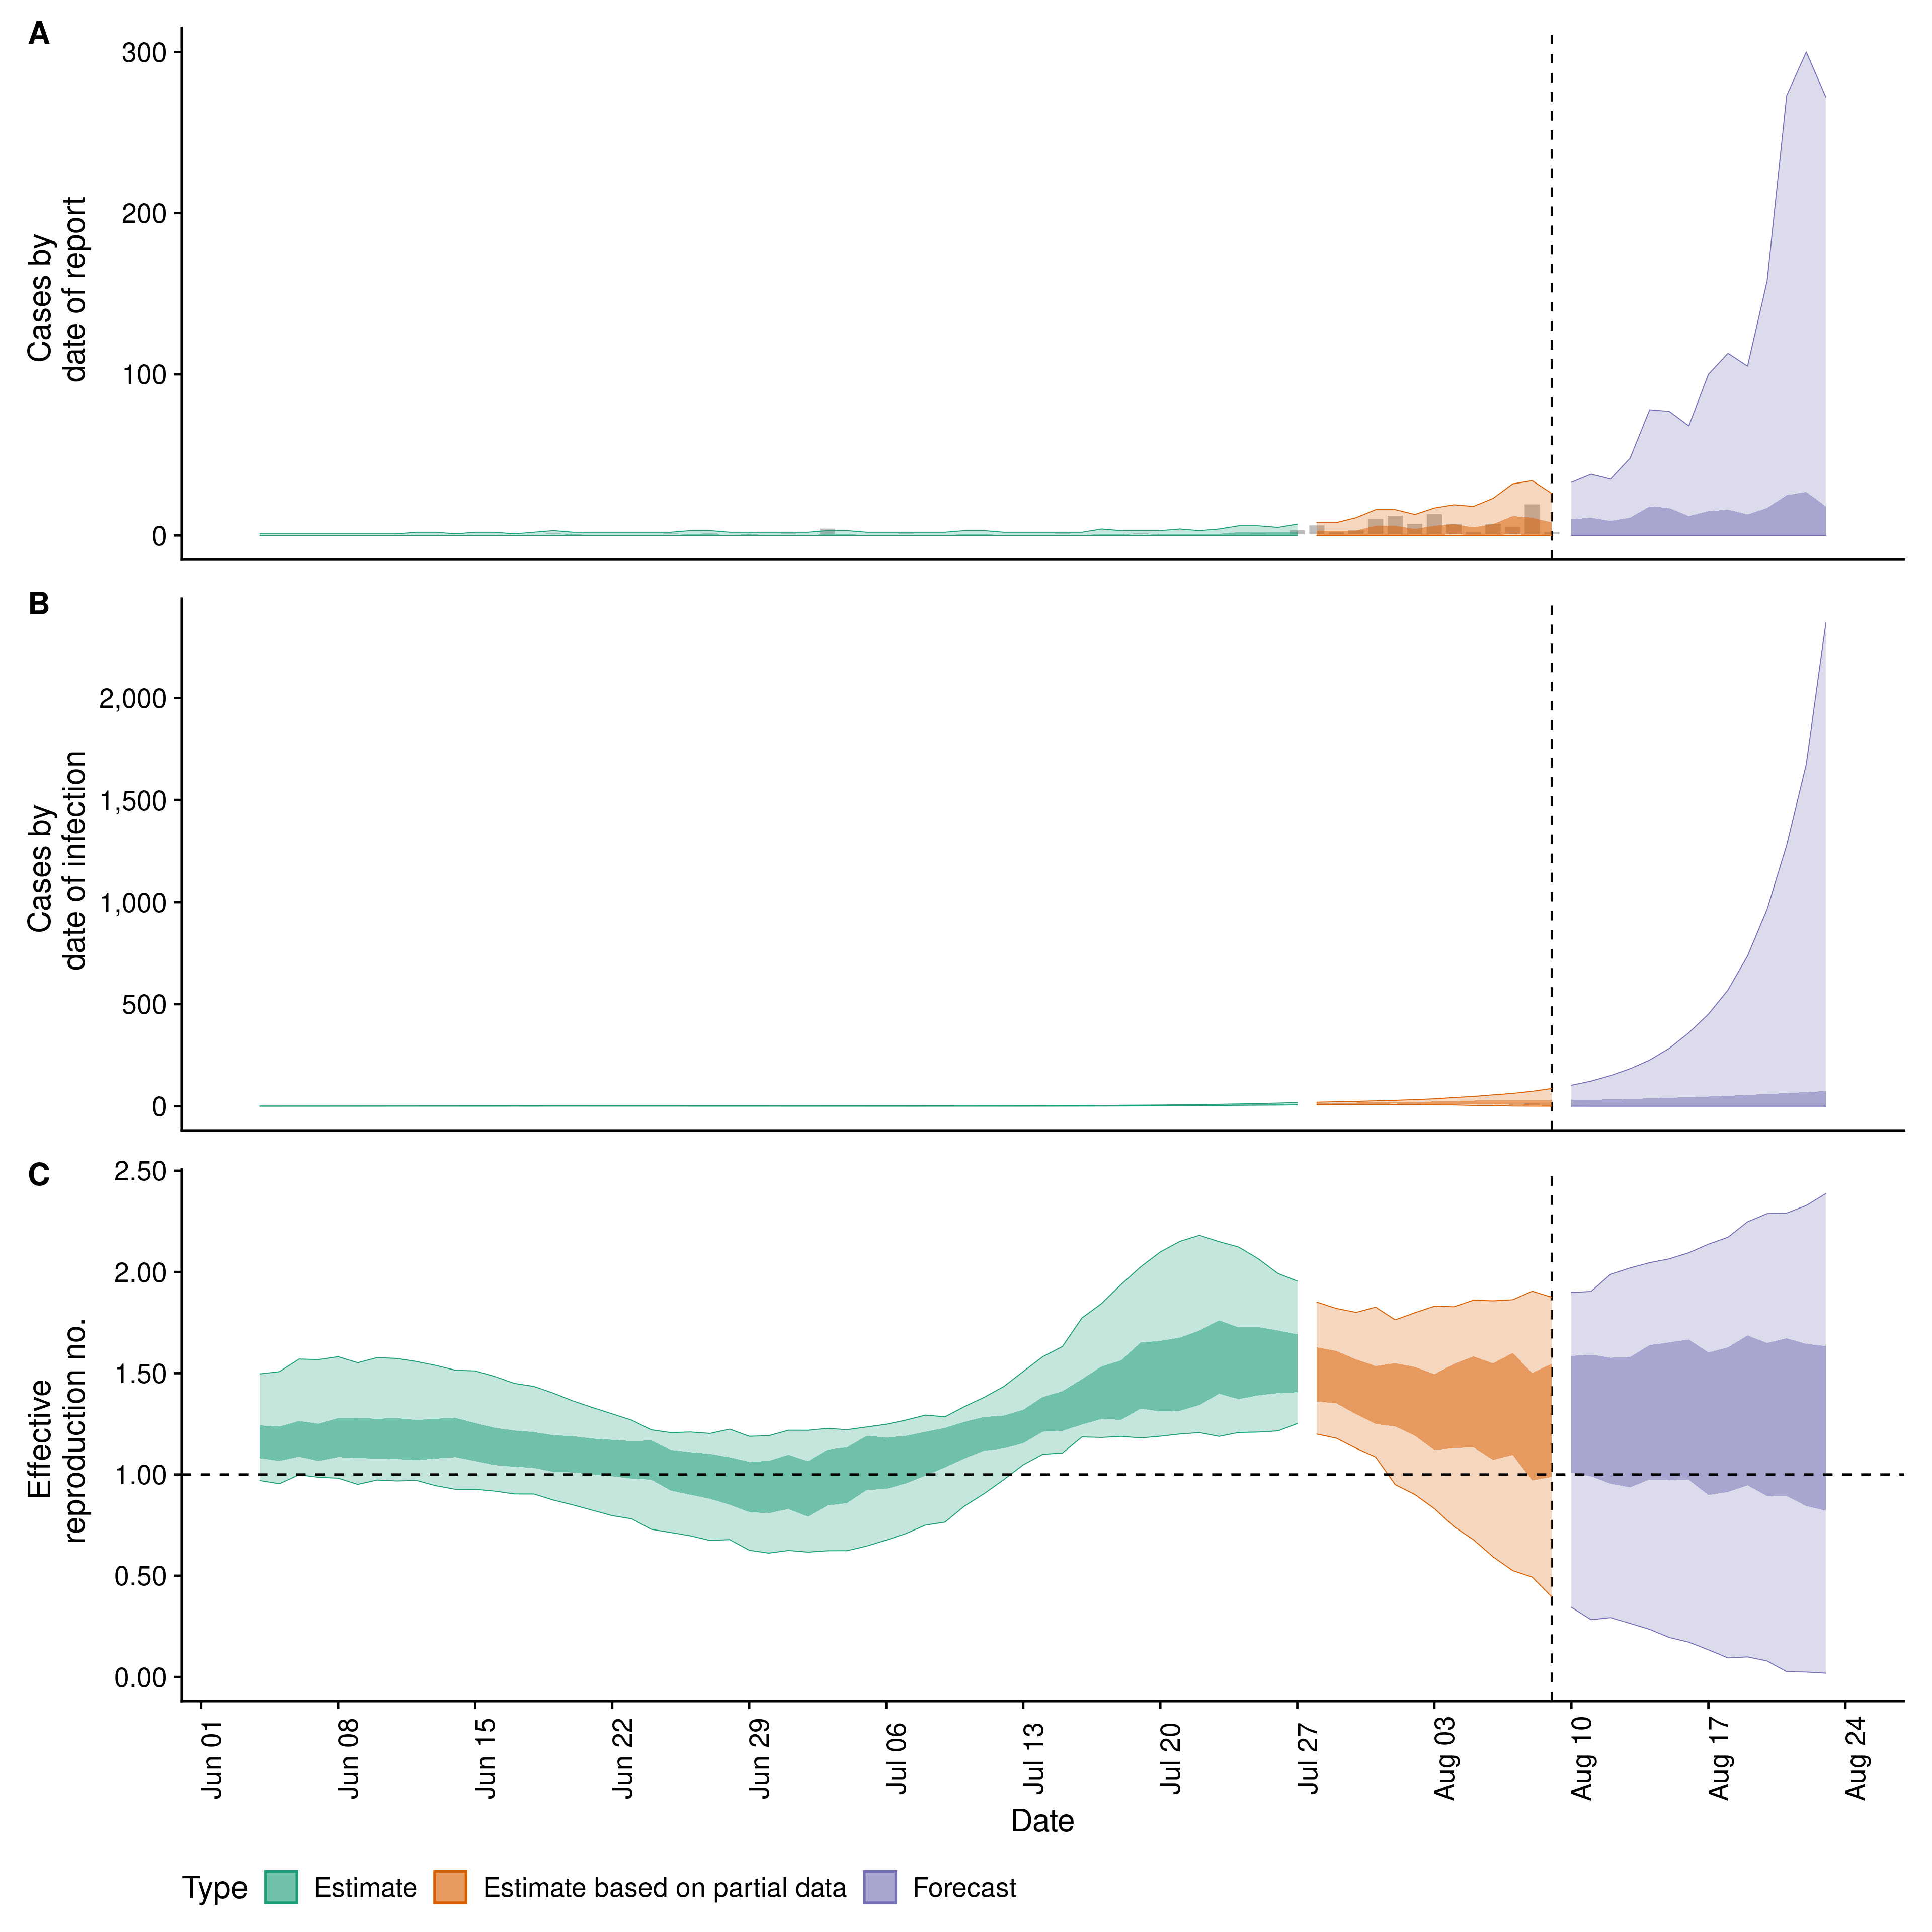 A
300
200
100
0
Cases by
date of report
B
2,000
1,500
1,000
500
0
Cases by
date of infection
C
2.50
2.00
1.50
1.00
0.50
0.00
Effective
reproduction no.
Jun 01
Jun 08
Jun 15
Jun 22
Jun 29
Jul 06
Jul 13
Jul 20
Jul 27
Aug 03
Aug 10
Aug 17
Aug 24
Date
Type Estimate Estimate based on partial data Forecast